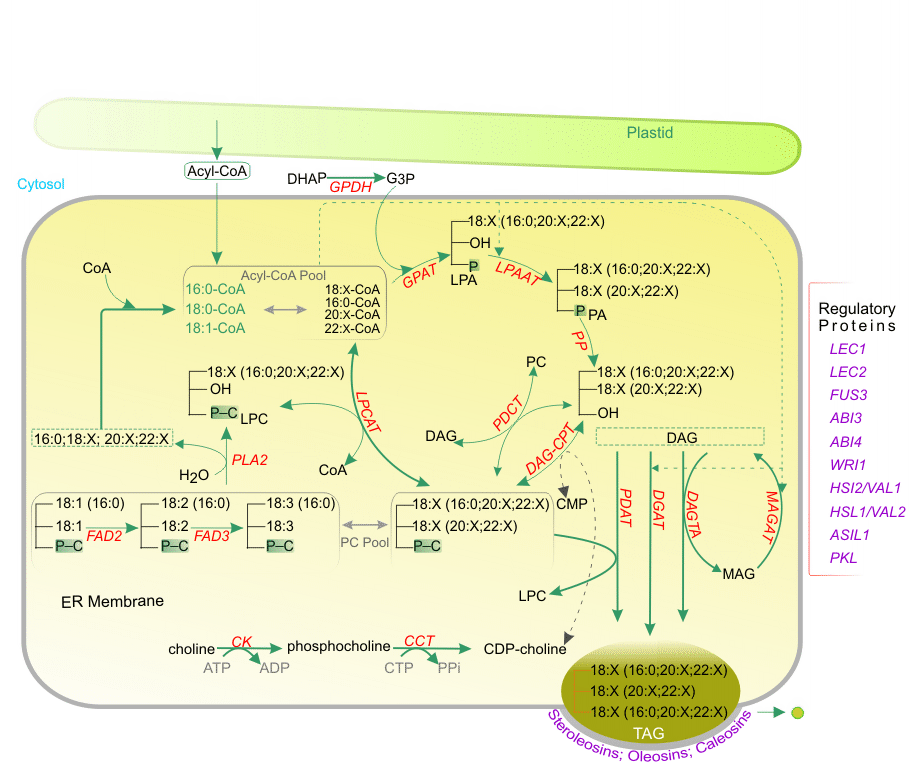 Plastid
Acyl-CoA
Cytosol
DHAP
GPDH
G3P
18:X (16:0;20:X;22:X)
OH
P
LPA
GPAT
LPAAT
CoA
Acyl-CoA Pool
16:0-CoA
18:0-CoA
18:1-CoA
18:X-CoA
16:0-CoA
20:X-CoA
22:X-CoA
18:X (16:0;20:X;22:X)
18:X (20:X;22:X)
P
PA
PP
Regulatory
Proteins
LEC1
LEC2
FUS3
ABI3
ABI4
WRI1
HSI2/VAL1
HSL1/VAL2
ASIL1
PKL
18:X (16:0;20:X;22:X)
OH
P–C
LPC
LPCAT
CoA
PC
PDCT
DAG
18:X (16:0;20:X;22:X)
18:X (20:X;22:X)
OH
DAG-CPT
DAG
16:0;18:X; 20:X;22:X
H2O
PLA2
18:1 (16:0)
18:1
P–C
FAD2
18:2 (16:0)
18:2
P–C
FAD3
18:3 (16:0)
18:3
P–C
PC Pool
18:X (16:0;20:X;22:X)
18:X (20:X;22:X)
P–C
CMP
PDAT
DGAT
DAGTA
MAGAT
MAG
LPC
ER Membrane
choline
CK
ATP
ADP
phosphocholine
CCT
CTP
PPi
CDP-choline
18:X (16:0;20:X;22:X)
18:X (20:X;22:X)
18:X (16:0;20:X;22:X)
TAG
Steroleosins; Oleosins; Caleosins